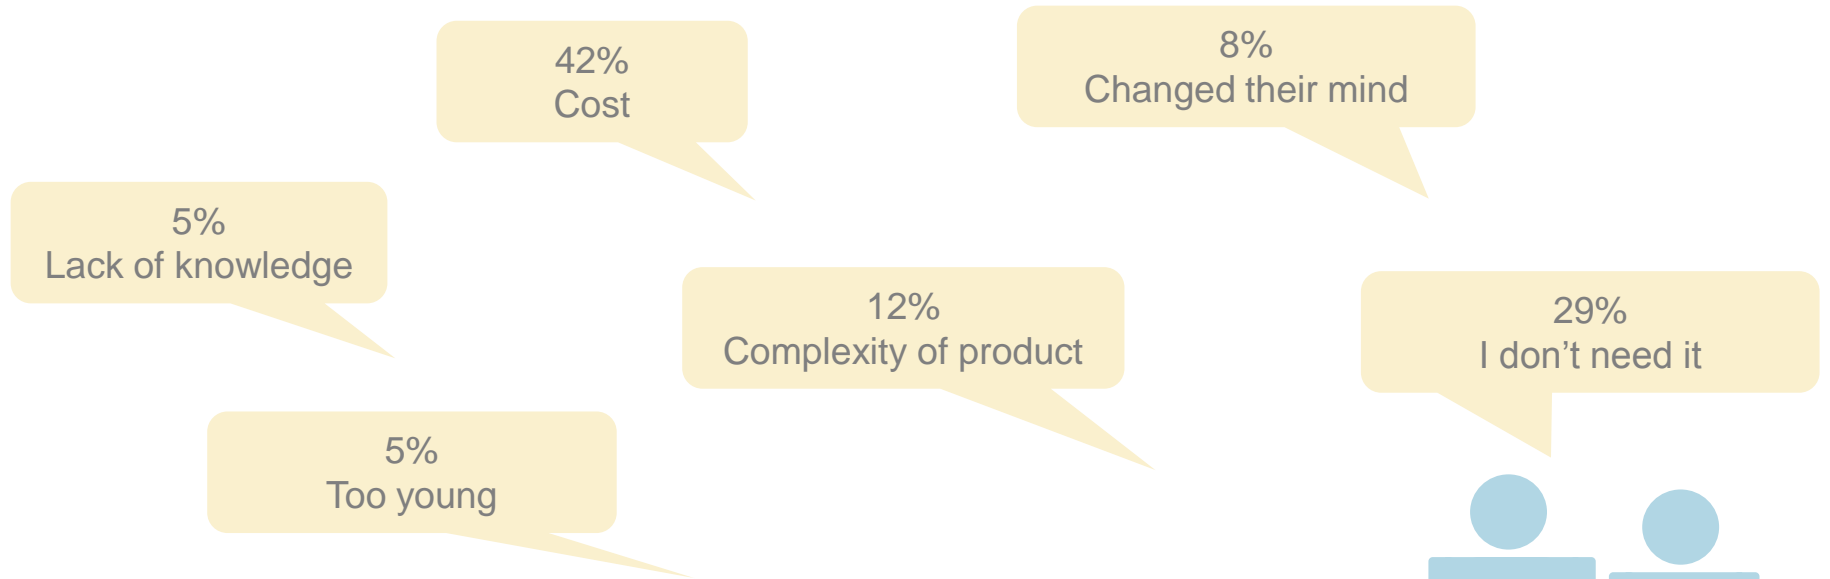 42%
Cost
8%
Changed their mind
5%
Lack of knowledge
12%
Complexity of product
29%
I don’t need it
5%
Too young